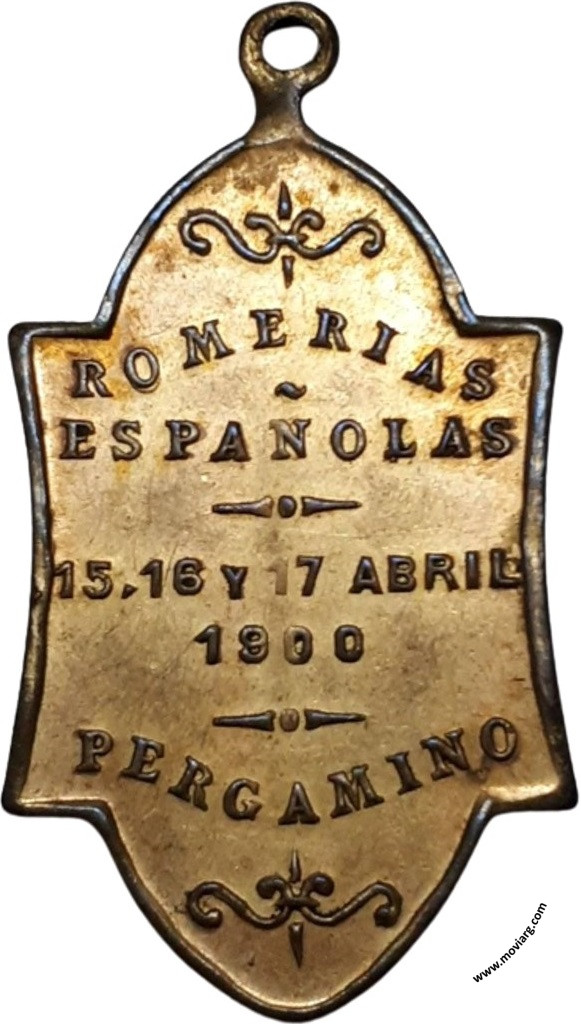 ROMERIAS
ESPAÑOLAS
15, 16 Y 17 ABRIL
1900
PERGAMINO
www.moviarg.com